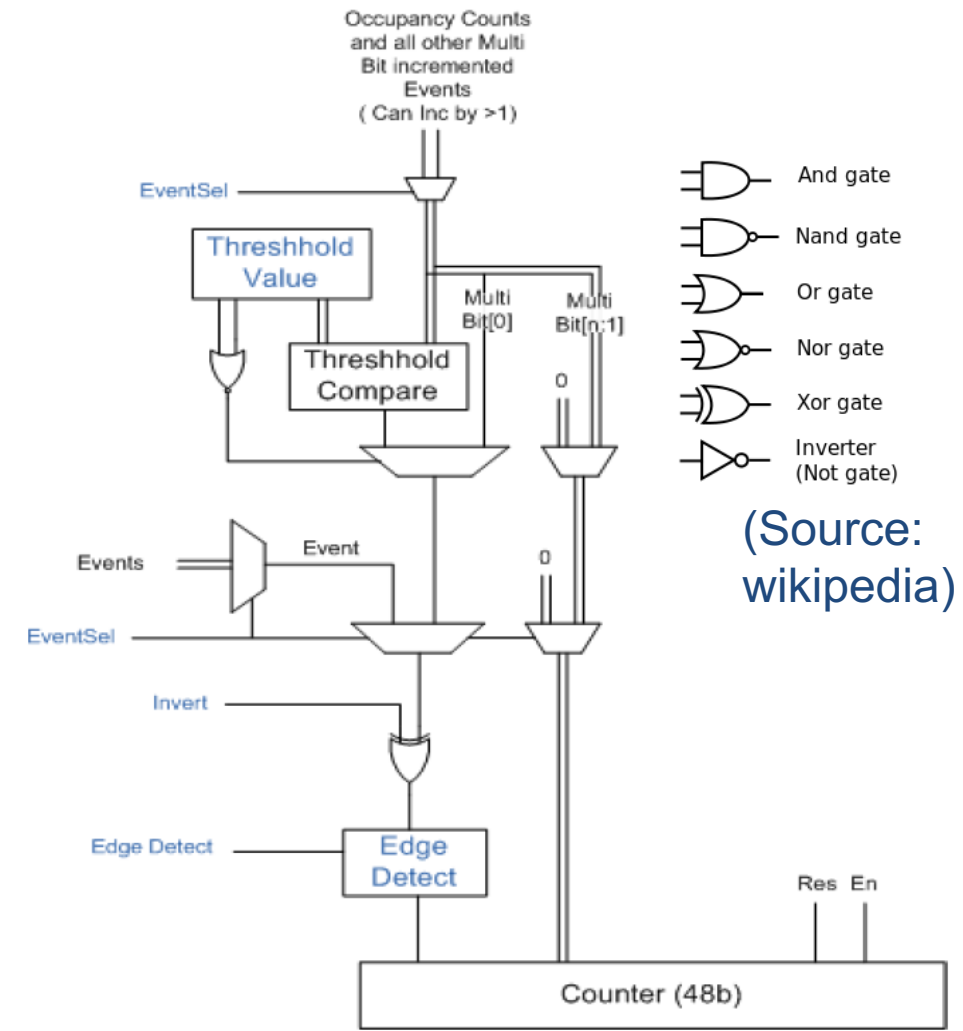 Occupancy Counts
and all other Multi
Bit incremented
Events
( Can Inc by >1)
EventSel
Threshhold
Value
Multi
Bit[0]
Multi
Bit[n:1]
Threshhold
Compare
0
And gate
Nand gate
Or gate
Nor gate
Xor gate
Inverter
(Not gate)
(Source:
wikipedia)
Events
Event
0
EventSel
Invert
Edge Detect
Edge
Detect
Res En
Counter (48b)